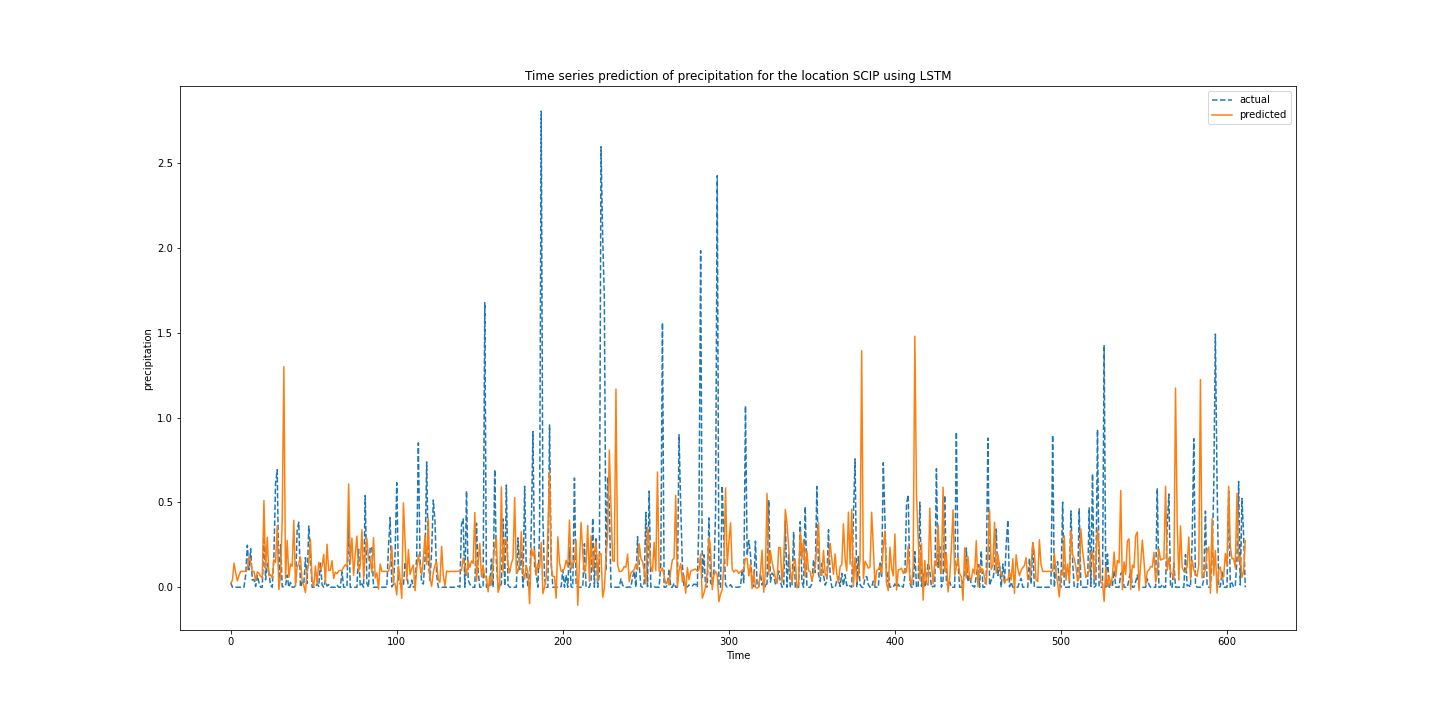 Time series prediction of precipitation for the location SCIP using LSTM
actual
predicted
2.5
2.0
1.5
1.0
0.5
0.0
precipitation
0 100 200 300 400 500 600
Time